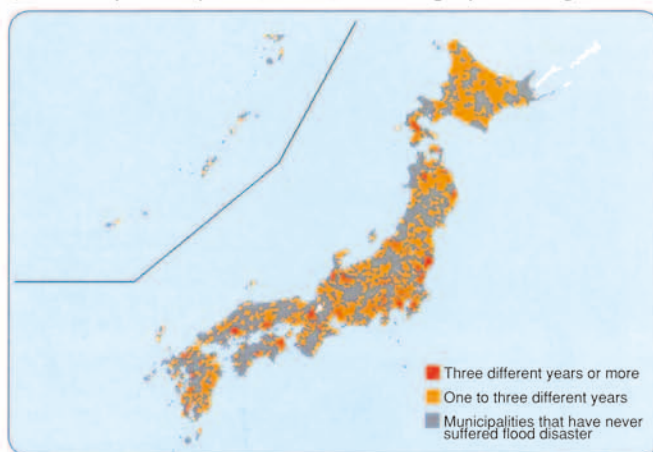 Three different years or more
One to three different years
Municipalities that have never
suffered flood disaster